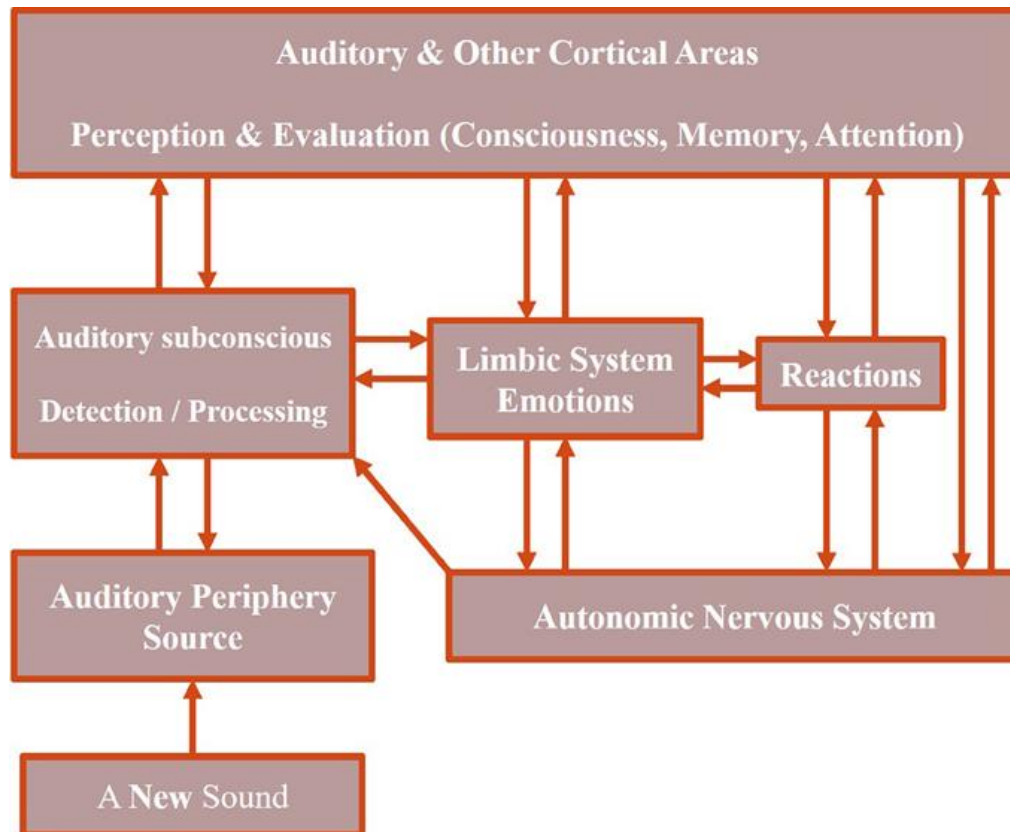 Auditory & Other Cortical Areas
Perception & Evaluation (Consciousness, Memory, Attention)
Auditory subconscious
Detection / Processing
Limbic System
Emotions
Reactions
Auditory Periphery
Source
Autonomic Nervous System
A New Sound